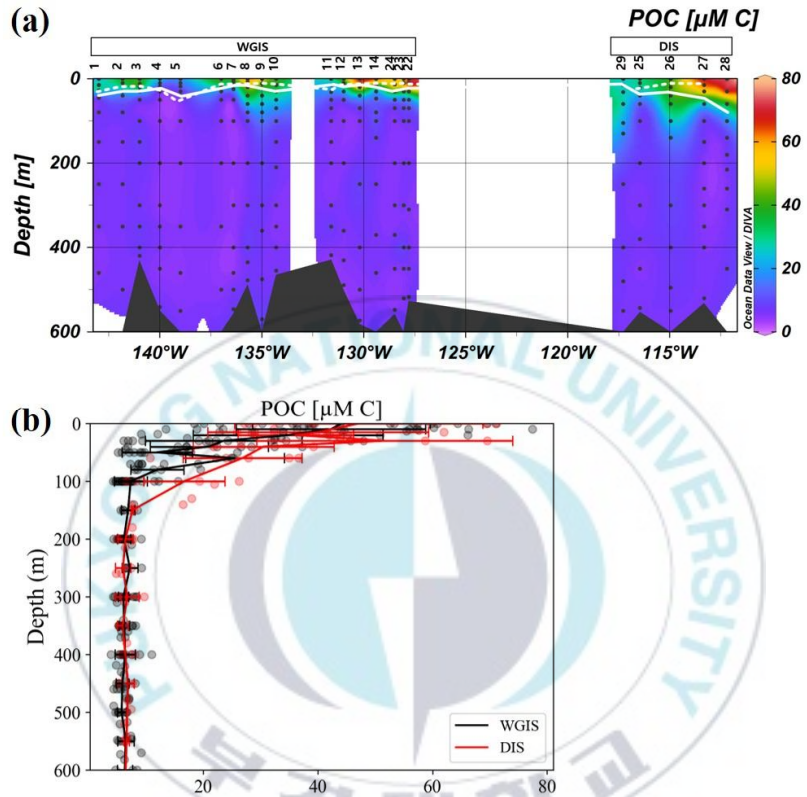 (a)
POC [µM C]
WGIS
DIS
1 2 3 4 5 6 7 8 9 10 11 12 13 14 24 23 22 29 25 26 27 28
Depth [m]
0
200
400
600
140°W 135°W 130°W 125°W 120°W 115°W
80
60
40
20
0
Ocean Data View / DIVA
(b)
POC [µM C]
Depth (m)
0
100
200
300
400
500
600
20 40 60 80
WGIS
DIS
PUKYONG NATIONAL UNIVERSITY